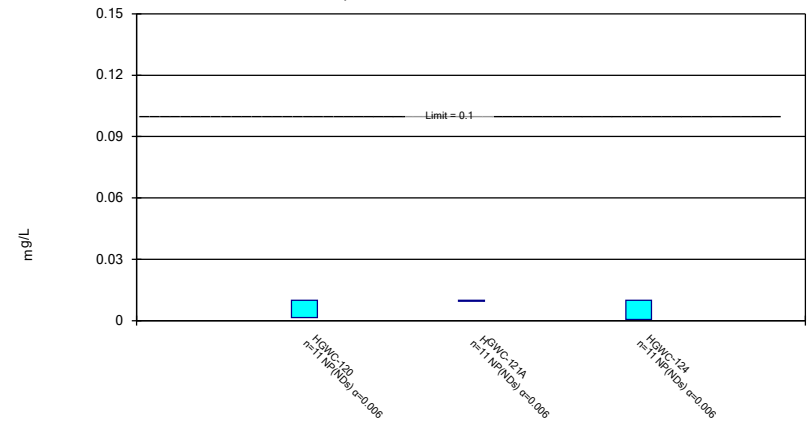 0.15
0.12
Limit = 0.1
0.09
0.06
mg/L
0.03
0
HGWC-120
n=11 NP(NDs) α=0.006
HGWC-121A
n=11 NP(NDs) α=0.006
HGWC-124
n=11 NP(NDs) α=0.006